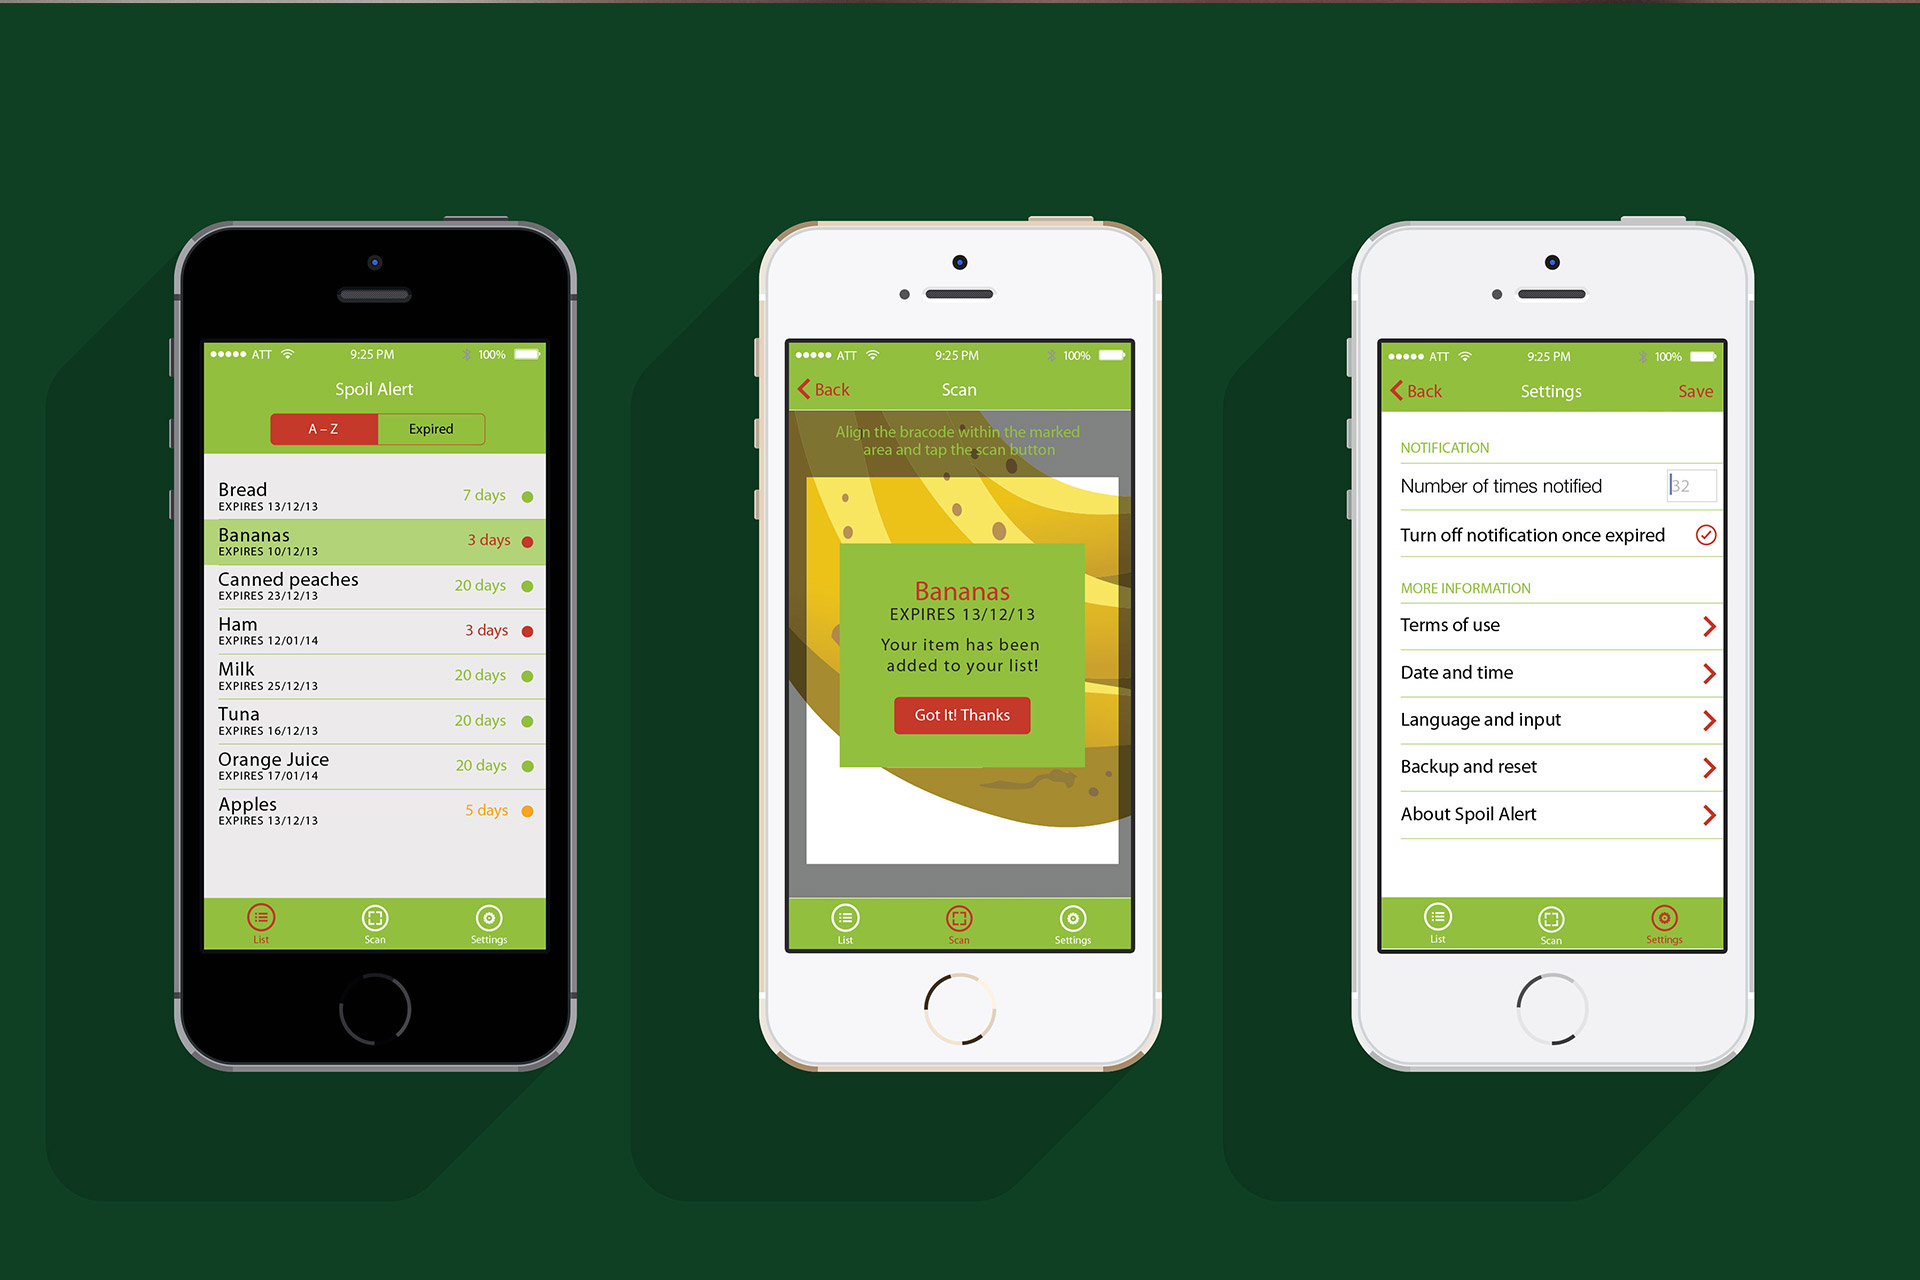 ATT 9:25 PM 100%
Spoil Alert
A – Z Expired
Bread 7 days
EXPIRES 13/12/13
Bananas 3 days
EXPIRES 10/12/13
Canned peaches 20 days
EXPIRES 23/12/13
Ham 3 days
EXPIRES 12/01/14
Milk 20 days
EXPIRES 25/12/13
Tuna 20 days
EXPIRES 16/12/13
Orange Juice 20 days
EXPIRES 17/01/14
Apples 5 days
EXPIRES 13/12/13
List Scan Settings
ATT 9:25 PM 100%
Back Scan
Align the bracode within the marked
area and tap the scan button
Bananas
EXPIRES 13/12/13
Your item has been
added to your list!
Got It! Thanks
List Scan Settings
ATT 9:25 PM 100%
Back Settings Save
NOTIFICATION
Number of times notified 32
Turn off notification once expired
MORE INFORMATION
Terms of use
Date and time
Language and input
Backup and reset
About Spoil Alert
List Scan Settings